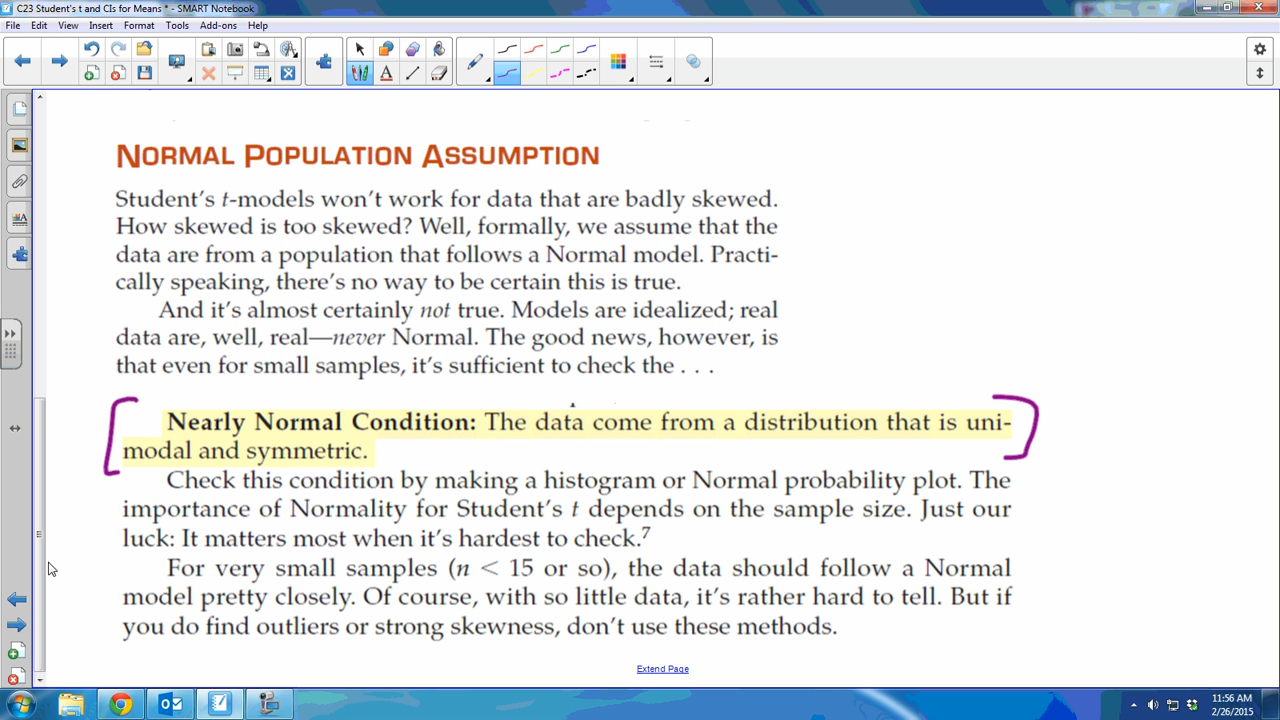 C23 Student's t and CIs for Means * - SMART Notebook
File Edit View Insert Format Tools Add-ons Help
NORMAL POPULATION ASSUMPTION
Student's t-models won't work for data that are badly skewed.
How skewed is too skewed? Well, formally, we assume that the
data are from a population that follows a Normal model. Practi-
cally speaking, there's no way to be certain this is true.
And it's almost certainly not true. Models are idealized; real
data are, well, real—never Normal. The good news, however, is
that even for small samples, it's sufficient to check the . . .
Nearly Normal Condition: The data come from a distribution that is uni-
modal and symmetric.
Check this condition by making a histogram or Normal probability plot. The
importance of Normality for Student's t depends on the sample size. Just our
luck: It matters most when it's hardest to check.7
For very small samples (n < 15 or so), the data should follow a Normal
model pretty closely. Of course, with so little data, it's rather hard to tell. But if
you do find outliers or strong skewness, don't use these methods.
Extend Page
11:56 AM
2/26/2015